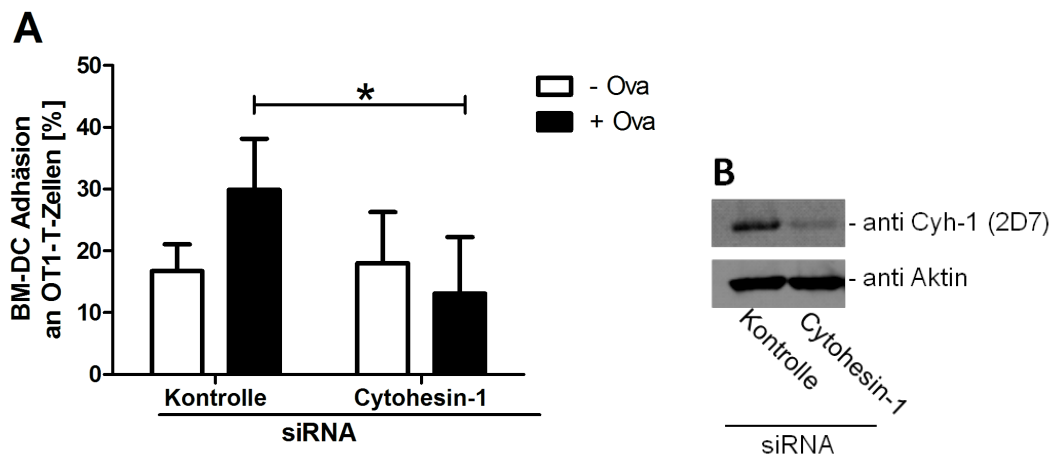 A
50
40
30
20
10
0
BM-DC Adhäsion
an OT1-T-Zellen [%]
*
- Ova
+ Ova
Kontrolle
Cytohesin-1
siRNA
B
- anti Cyh-1 (2D7)
- anti Aktin
Kontrolle
Cytohesin-1
siRNA